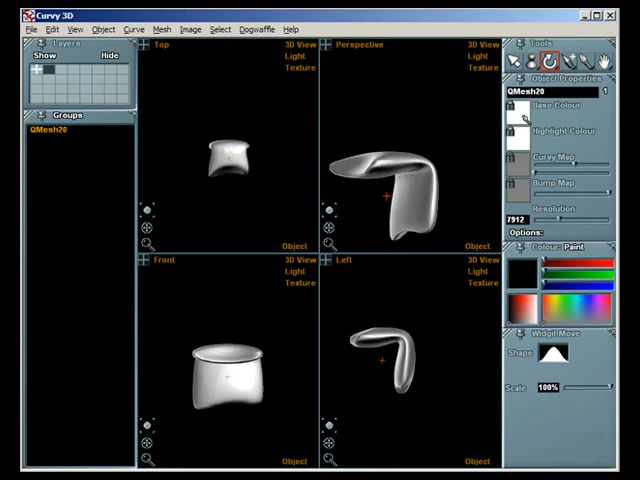 Curvy 3D
File Edit View Object Curve Mesh Image Select Dogwaffle Help
Layers
Show Hide
Groups
QMesh20
Top 3D View
Light
Texture
Object
Perspective 3D View
Light
Texture
Object
Front 3D View
Light
Texture
Object
Left 3D View
Light
Texture
Object
Tools
Object Properties
QMesh20 1
Base Colour
Highlight Colour
Curvy Map
Bump Map
Resolution
7912
Options:
Colour: Paint
Widgit Move
Shape
Scale 100%